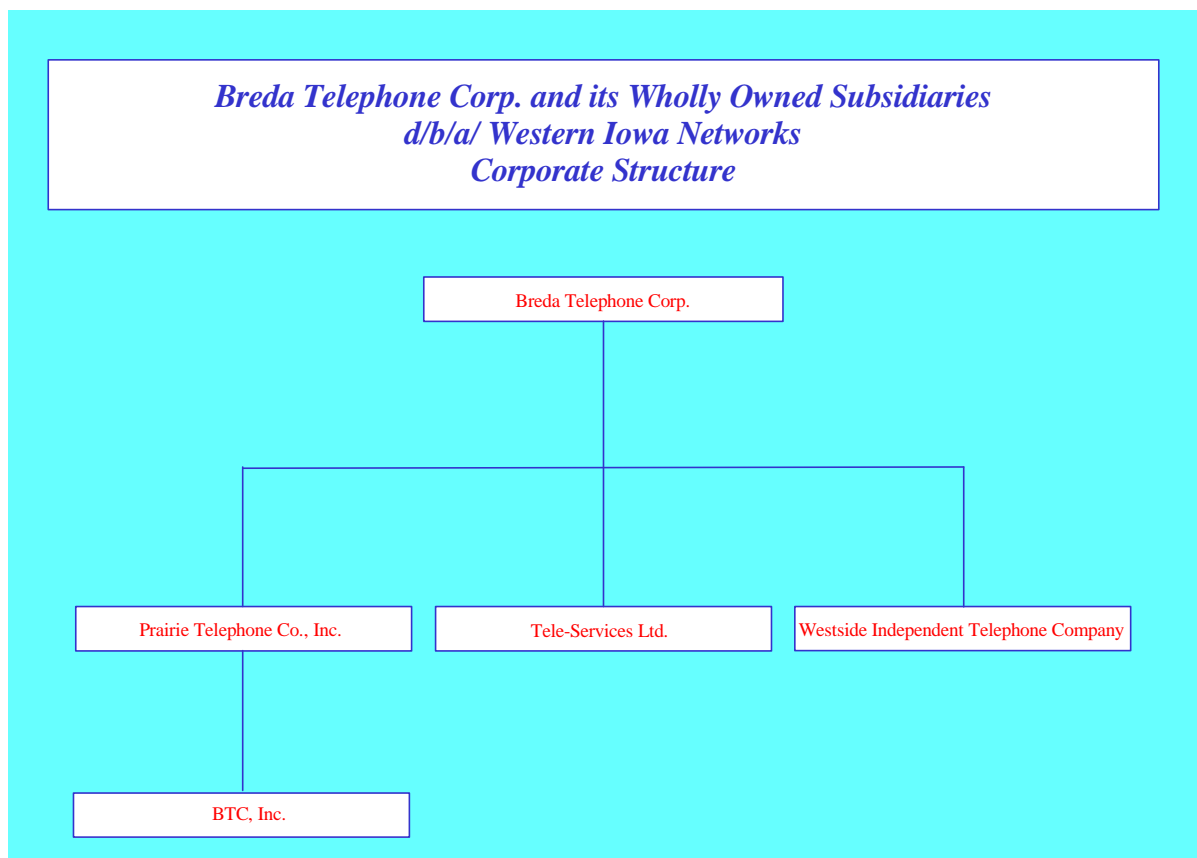 Breda Telephone Corp. and its Wholly Owned Subsidiaries
d/b/a/ Western Iowa Networks
Corporate Structure
Breda Telephone Corp.
Prairie Telephone Co., Inc.
Tele-Services Ltd.
Westside Independent Telephone Company
BTC, Inc.